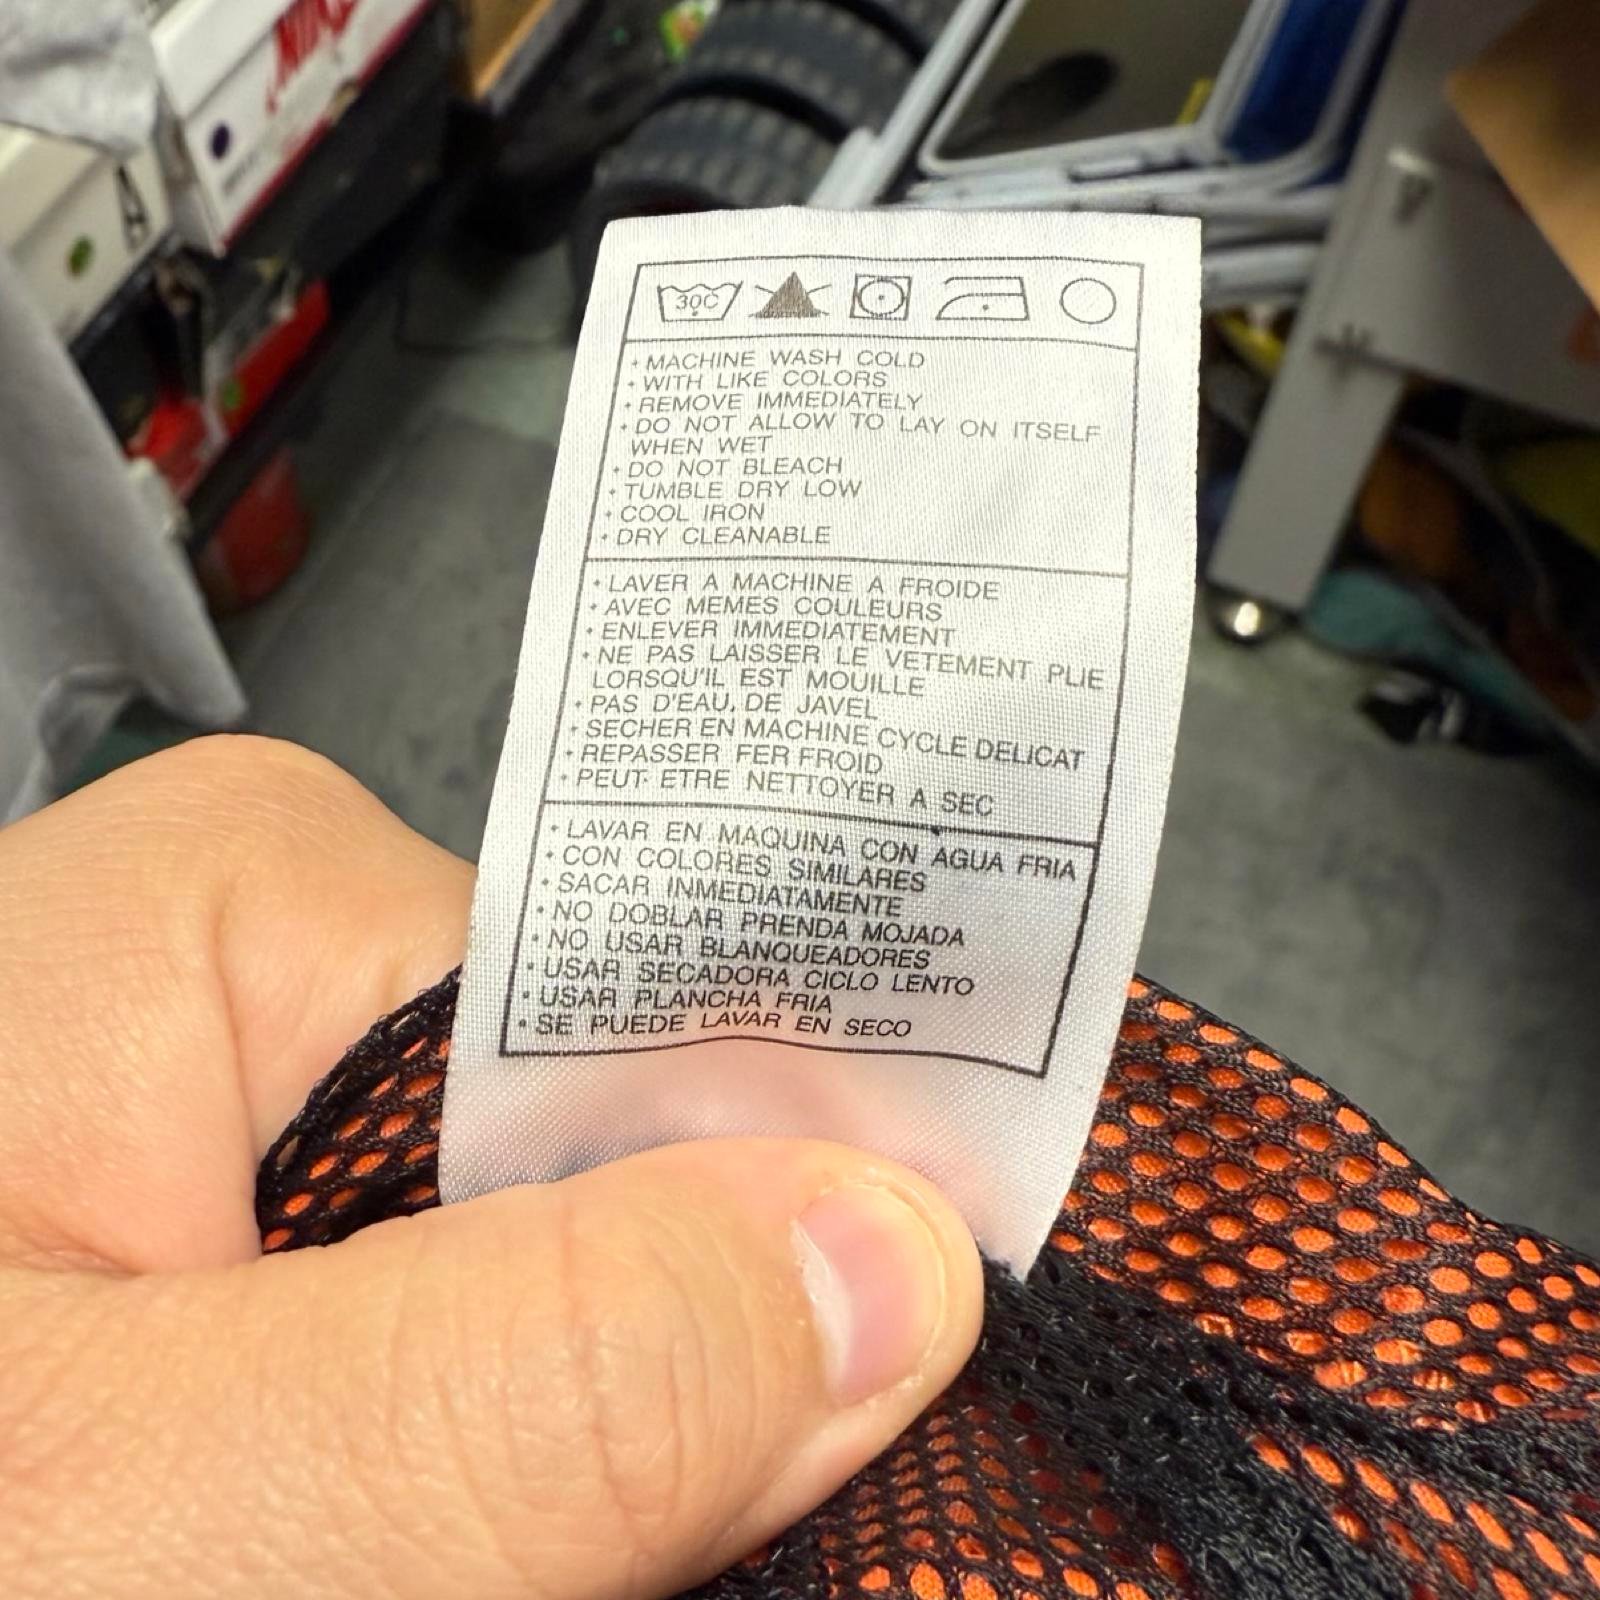 30C
• MACHINE WASH COLD
• WITH LIKE COLORS
• REMOVE IMMEDIATELY
• DO NOT ALLOW TO LAY ON ITSELF
WHEN WET
• DO NOT BLEACH
• TUMBLE DRY LOW
• COOL IRON
• DRY CLEANABLE
• LAVER A MACHINE A FROIDE
• AVEC MEMES COULEURS
• ENLEVER IMMEDIATEMENT
• NE PAS LAISSER LE VETEMENT PLIE
LORSQU'IL EST MOUILLE
• PAS D'EAU. DE JAVEL
• SECHER EN MACHINE CYCLE DELICAT
• REPASSER FER FROID
• PEUT ETRE NETTOYER A SEC
• LAVAR EN MAQUINA CON AGUA FRIA
• CON COLORES SIMILARES
• SACAR INMEDIATAMENTE
• NO DOBLAR PRENDA MOJADA
• NO USAR BLANQUEADORES
• USAR SECADORA CICLO LENTO
• USAR PLANCHA FRIA
• SE PUEDE LAVAR EN SECO